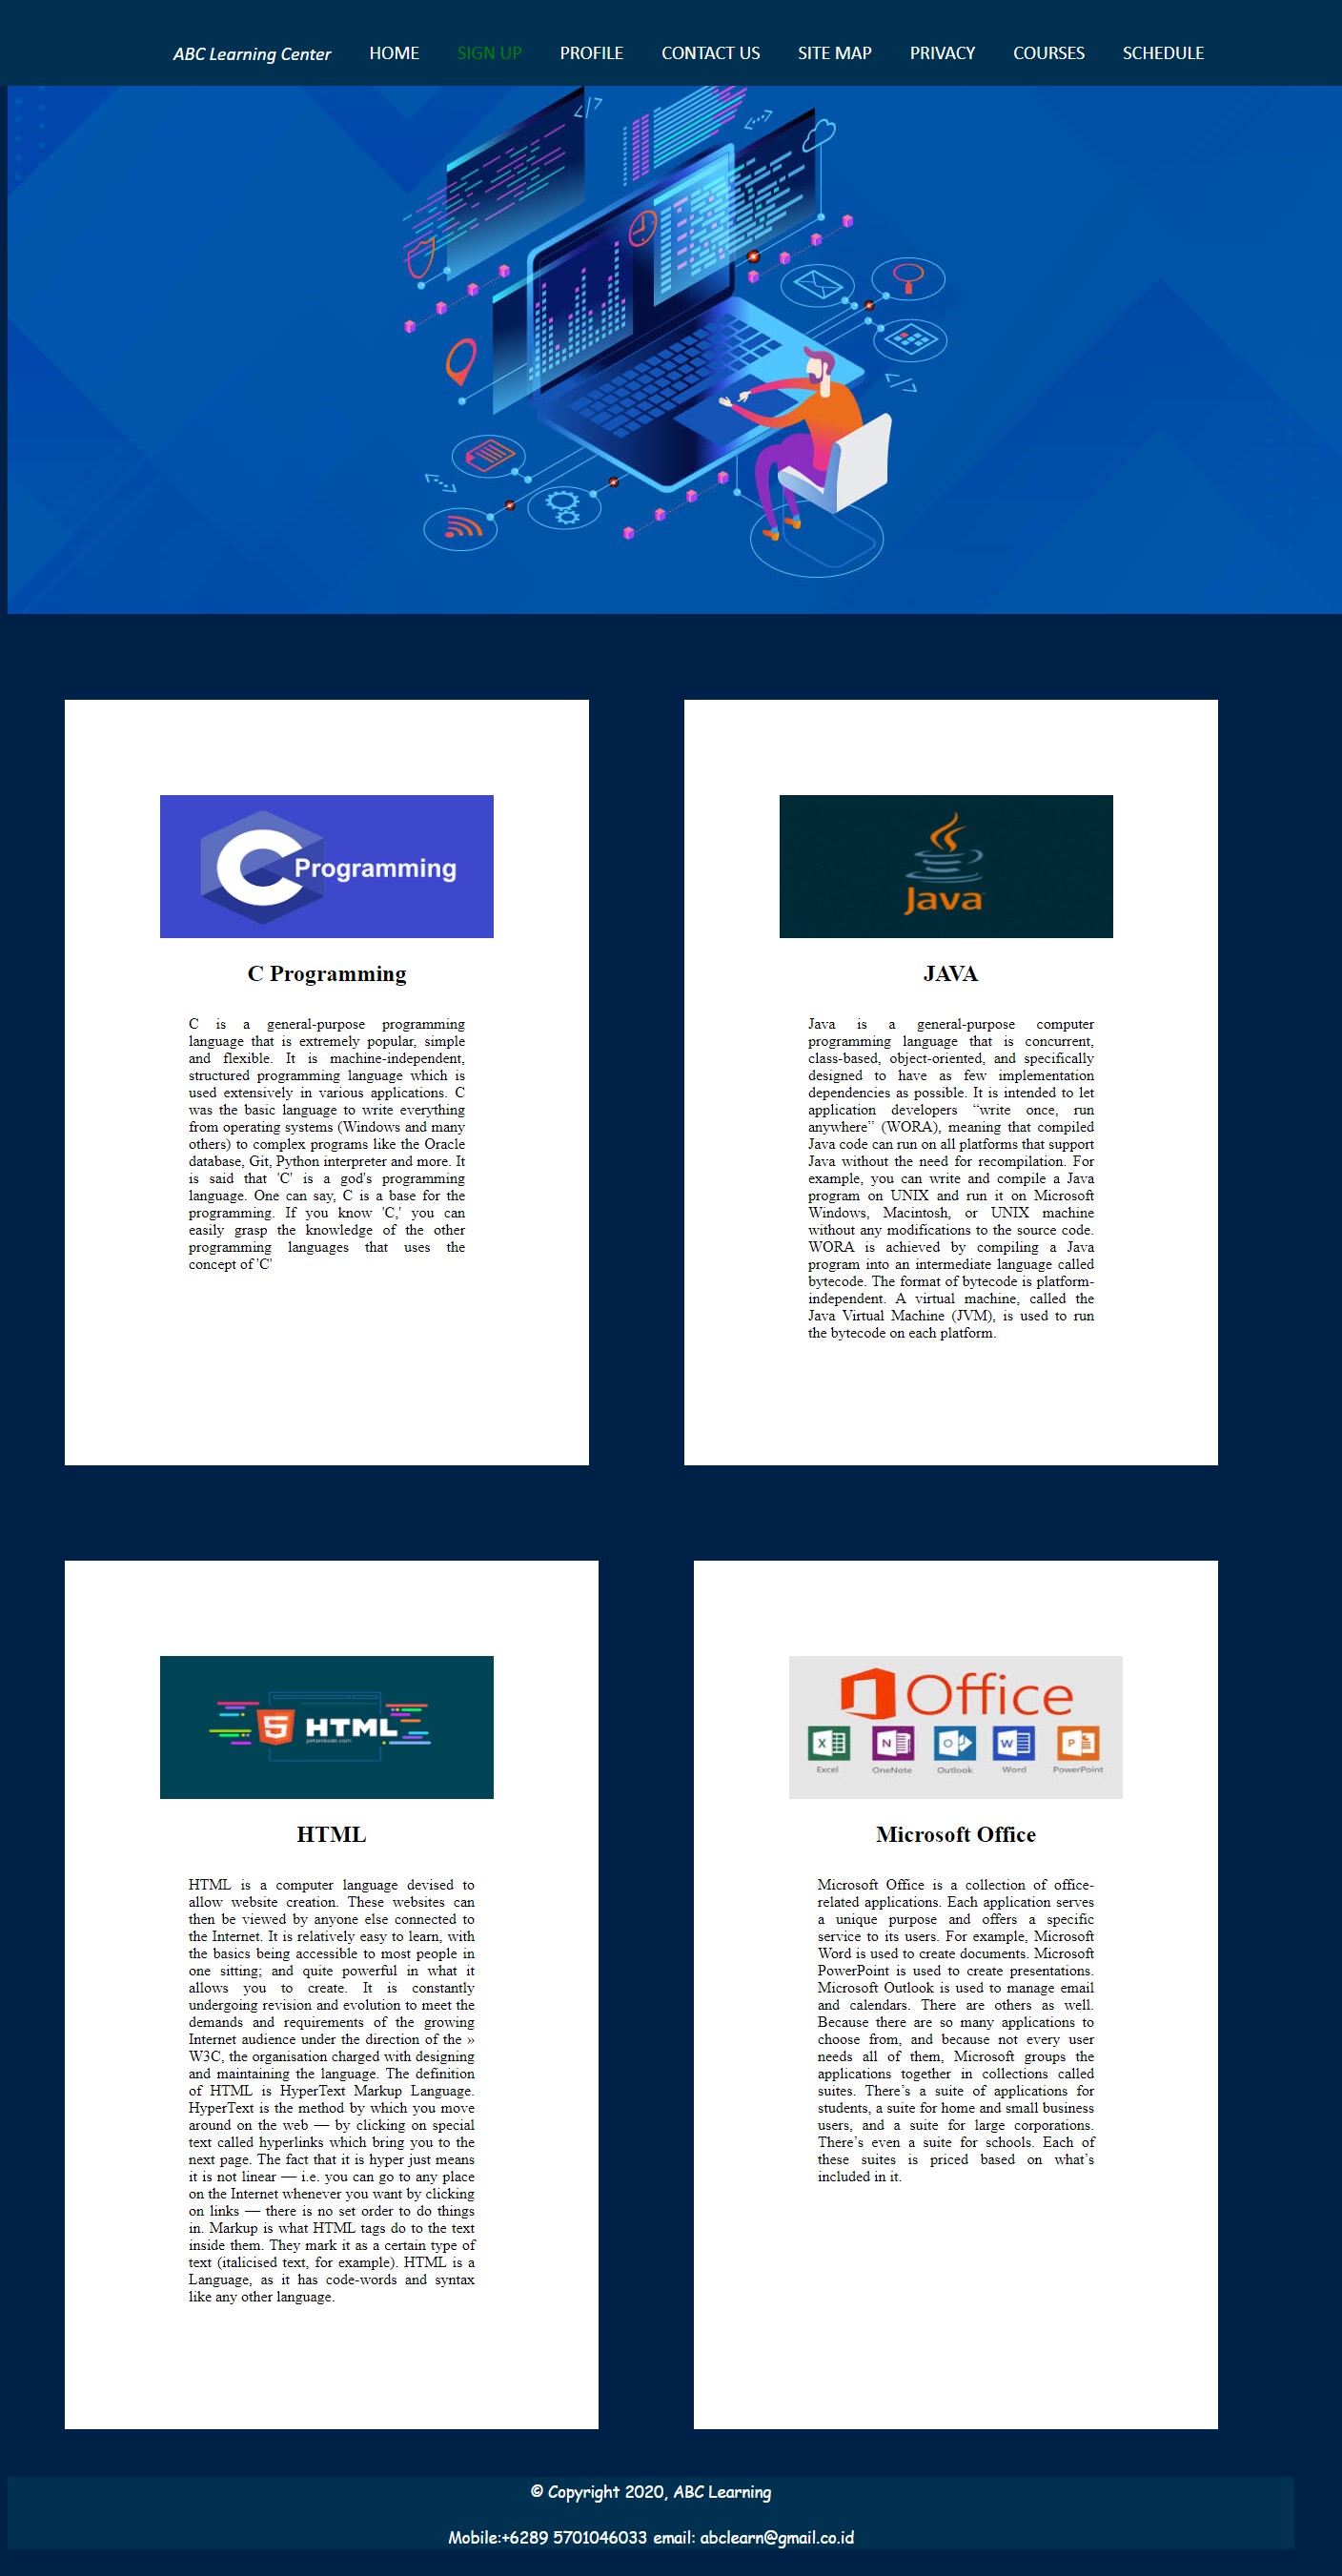 ABC Learning Center HOME SIGN UP PROFILE CONTACT US SITE MAP PRIVACY COURSES SCHEDULE
</>
<...>
<...>
</>
<...>
C Programming
C Programming
C is a general-purpose programming
language that is extremely popular, simple
and flexible. It is machine-independent,
structured programming language which is
used extensively in various applications. C
was the basic language to write everything
from operating systems (Windows and many
others) to complex programs like the Oracle
database, Git, Python interpreter and more. It
is said that 'C' is a god's programming
language. One can say, C is a base for the
programming. If you know 'C,' you can
easily grasp the knowledge of the other
programming languages that uses the
concept of 'C'
Java
JAVA
Java is a general-purpose computer
programming language that is concurrent,
class-based, object-oriented, and specifically
designed to have as few implementation
dependencies as possible. It is intended to let
application developers “write once, run
anywhere” (WORA), meaning that compiled
Java code can run on all platforms that support
Java without the need for recompilation. For
example, you can write and compile a Java
program on UNIX and run it on Microsoft
Windows, Macintosh, or UNIX machine
without any modifications to the source code.
WORA is achieved by compiling a Java
program into an intermediate language called
bytecode. The format of bytecode is platform-
independent. A virtual machine, called the
Java Virtual Machine (JVM), is used to run
the bytecode on each platform.
5 HTML
petanikode.com
HTML
HTML is a computer language devised to
allow website creation. These websites can
then be viewed by anyone else connected to
the Internet. It is relatively easy to learn, with
the basics being accessible to most people in
one sitting; and quite powerful in what it
allows you to create. It is constantly
undergoing revision and evolution to meet the
demands and requirements of the growing
Internet audience under the direction of the »
W3C, the organisation charged with designing
and maintaining the language. The definition
of HTML is HyperText Markup Language.
HyperText is the method by which you move
around on the web — by clicking on special
text called hyperlinks which bring you to the
next page. The fact that it is hyper just means
it is not linear — i.e. you can go to any place
on the Internet whenever you want by clicking
on links — there is no set order to do things
in. Markup is what HTML tags do to the text
inside them. They mark it as a certain type of
text (italicised text, for example). HTML is a
Language, as it has code-words and syntax
like any other language.
Office
X N O W P
Excel OneNote Outlook Word PowerPoint
Microsoft Office
Microsoft Office is a collection of office-
related applications. Each application serves
a unique purpose and offers a specific
service to its users. For example, Microsoft
Word is used to create documents. Microsoft
PowerPoint is used to create presentations.
Microsoft Outlook is used to manage email
and calendars. There are others as well.
Because there are so many applications to
choose from, and because not every user
needs all of them, Microsoft groups the
applications together in collections called
suites. There’s a suite of applications for
students, a suite for home and small business
users, and a suite for large corporations.
There’s even a suite for schools. Each of
these suites is priced based on what’s
included in it.
© Copyright 2020, ABC Learning
Mobile:+6289 5701046033 email: abclearn@gmail.co.id